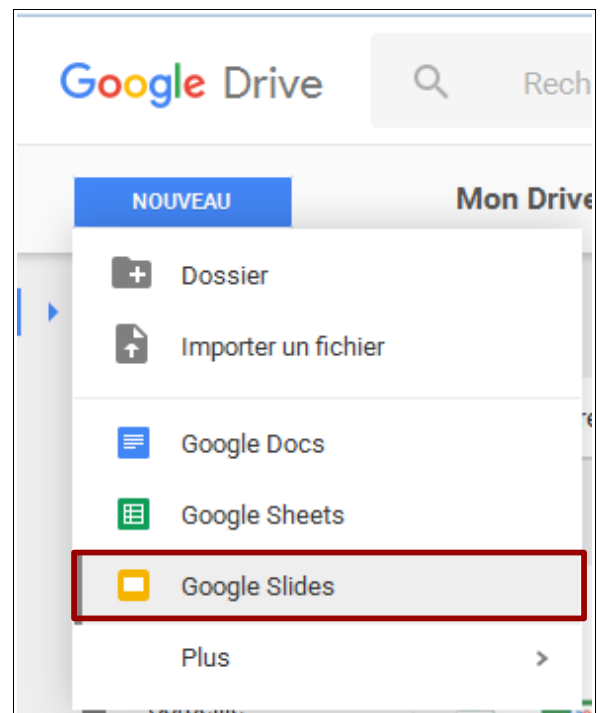 Google Drive
Rech
NOUVEAU
Mon Drive
Dossier
Importer un fichier
Google Docs
Google Sheets
Google Slides
Plus